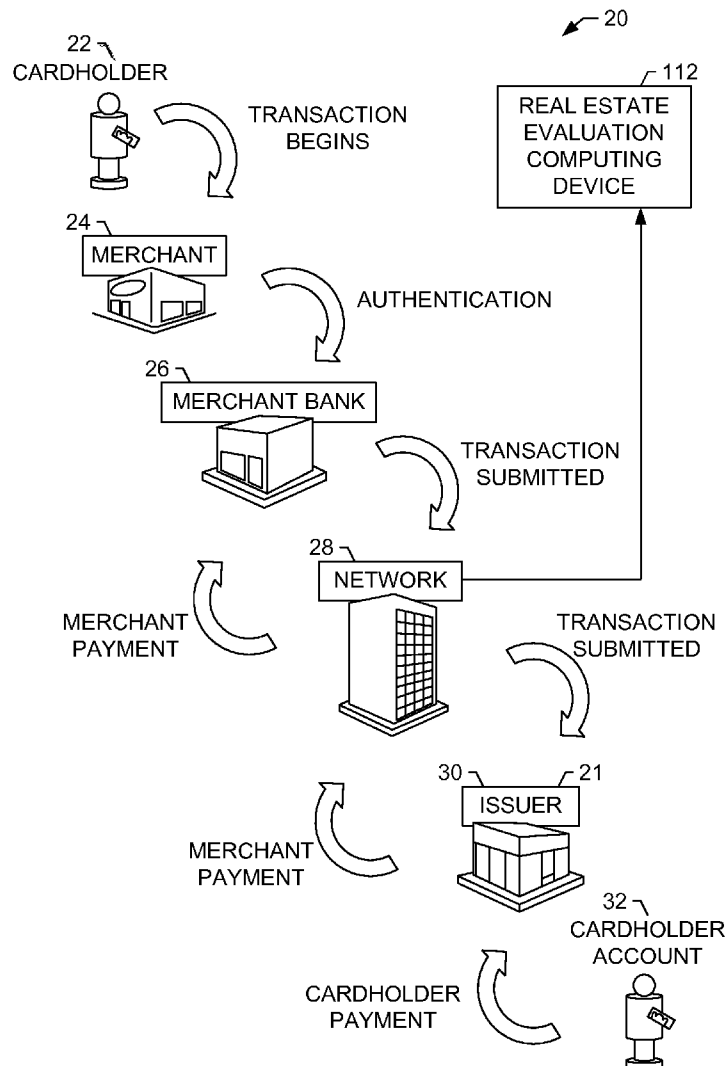 20
22
CARDHOLDER
112
TRANSACTION
BEGINS
REAL ESTATE
EVALUATION
COMPUTING
DEVICE
24
MERCHANT
AUTHENTICATION
26
MERCHANT BANK
TRANSACTION
SUBMITTED
28
NETWORK
MERCHANT
PAYMENT
TRANSACTION
SUBMITTED
30
21
ISSUER
MERCHANT
PAYMENT
32
CARDHOLDER
ACCOUNT
CARDHOLDER
PAYMENT